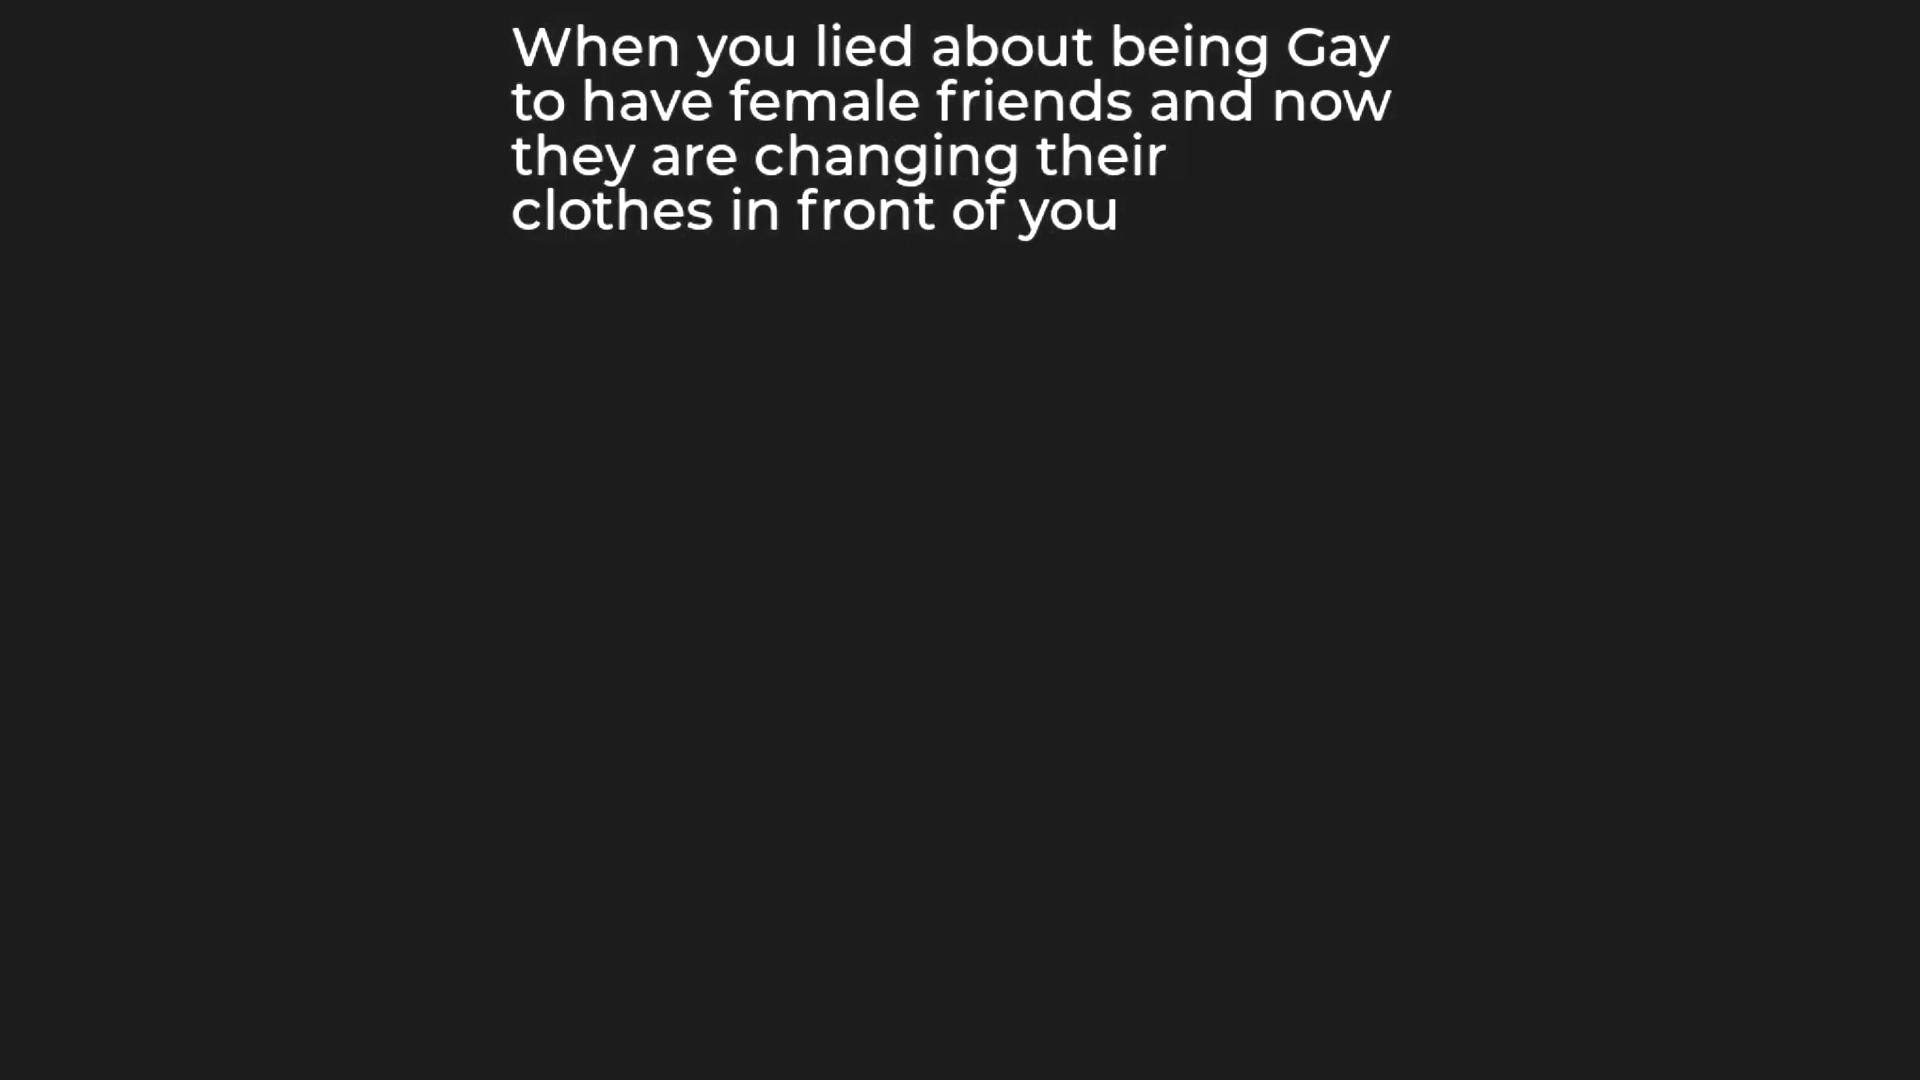 When you lied about being Gay
to have female friends and now
they are changing their
clothes in front of you